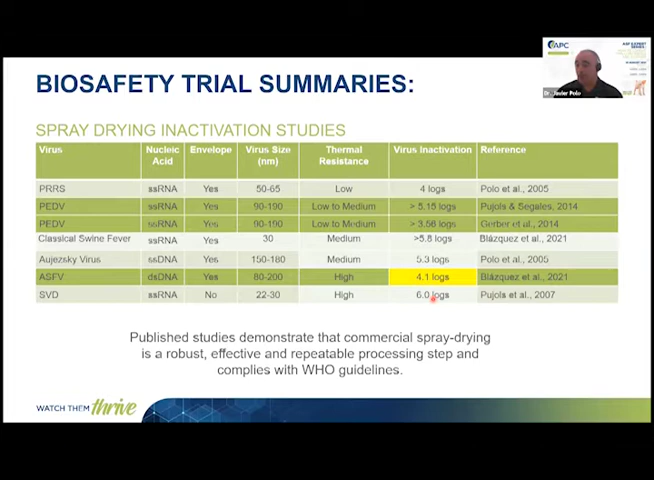 APC
ASF EXPERT
SERIES
Dr. Javier Polo
BIOSAFETY TRIAL SUMMARIES:
SPRAY DRYING INACTIVATION STUDIES
Virus Nucleic Acid Envelope Virus Size (nm) Thermal Resistance Virus Inactivation Reference
PRRS ssRNA Yes 50-65 Low 4 logs Polo et al., 2005
PEDV ssRNA Yes 90-190 Low to Medium > 5.15 logs Pujols & Segales, 2014
PEDV ssRNA Yes 90-190 Low to Medium > 3.56 logs Gerber et al., 2014
Classical Swine Fever ssRNA Yes 30 Medium >5.8 logs Blázquez et al., 2021
Aujezsky Virus ssDNA Yes 150-180 Medium 5.3 logs Polo et al., 2005
ASFV dsDNA Yes 80-200 High 4.1 logs Blázquez et al., 2021
SVD ssRNA No 22-30 High 6.0 logs Pujols et al., 2007
Published studies demonstrate that commercial spray-drying
is a robust, effective and repeatable processing step and
complies with WHO guidelines.
WATCH THEM thrive